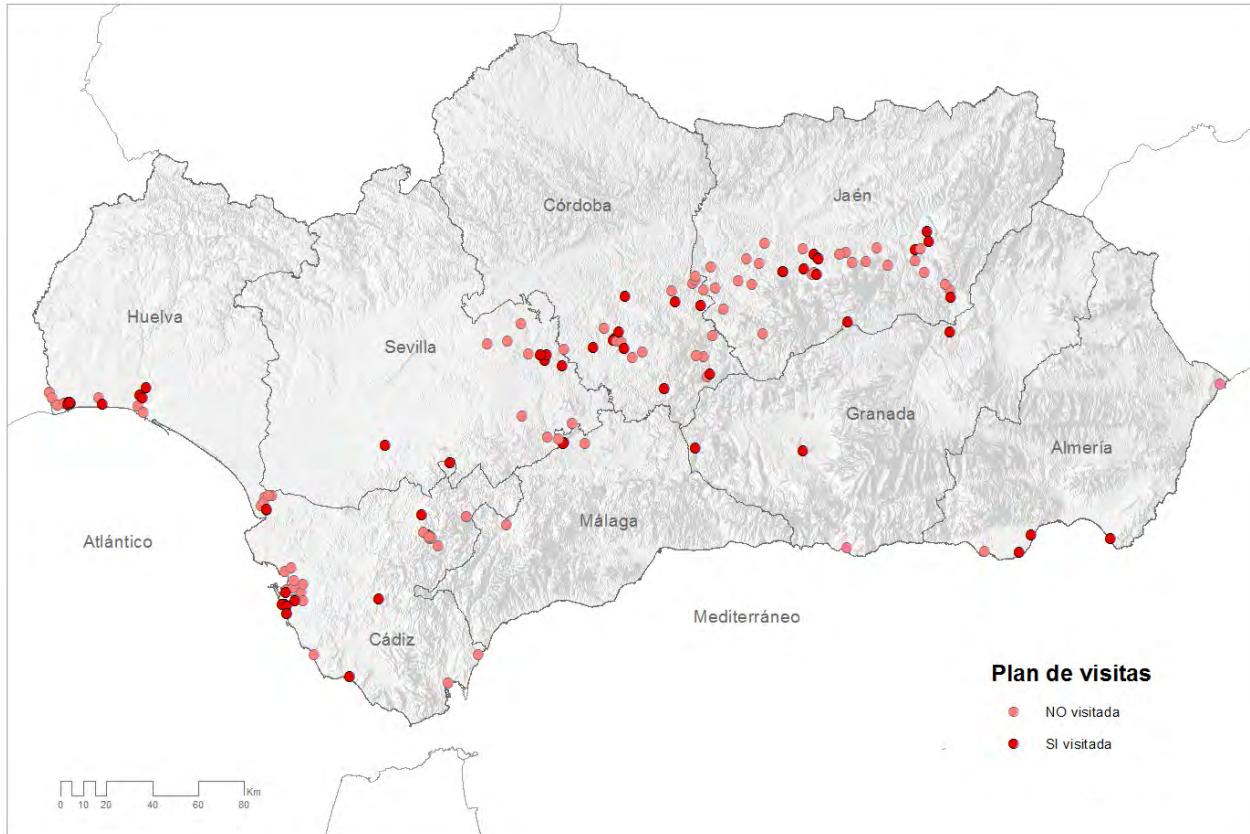 Córdoba
Jaén
Huelva
Sevilla
Granada
Almería
Málaga
Atlántico
Cádiz
Mediterráneo
Plan de visitas
NO visitada
SI visitada
Km
0 10 20 40 60 80